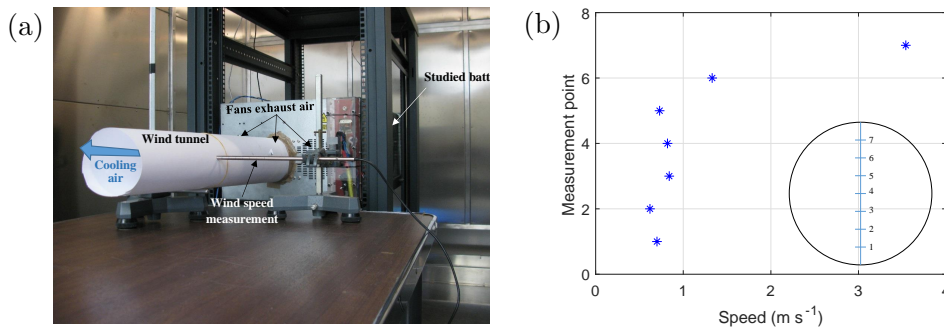 (a)
Studied batt
Fans exhaust air
Wind tunnel
Cooling
air
Wind speed
measurement
(b)
Measurement point
8
6
4
2
0
0
1
2
3
4
Speed (m s⁻¹)
7
6
5
4
3
2
1